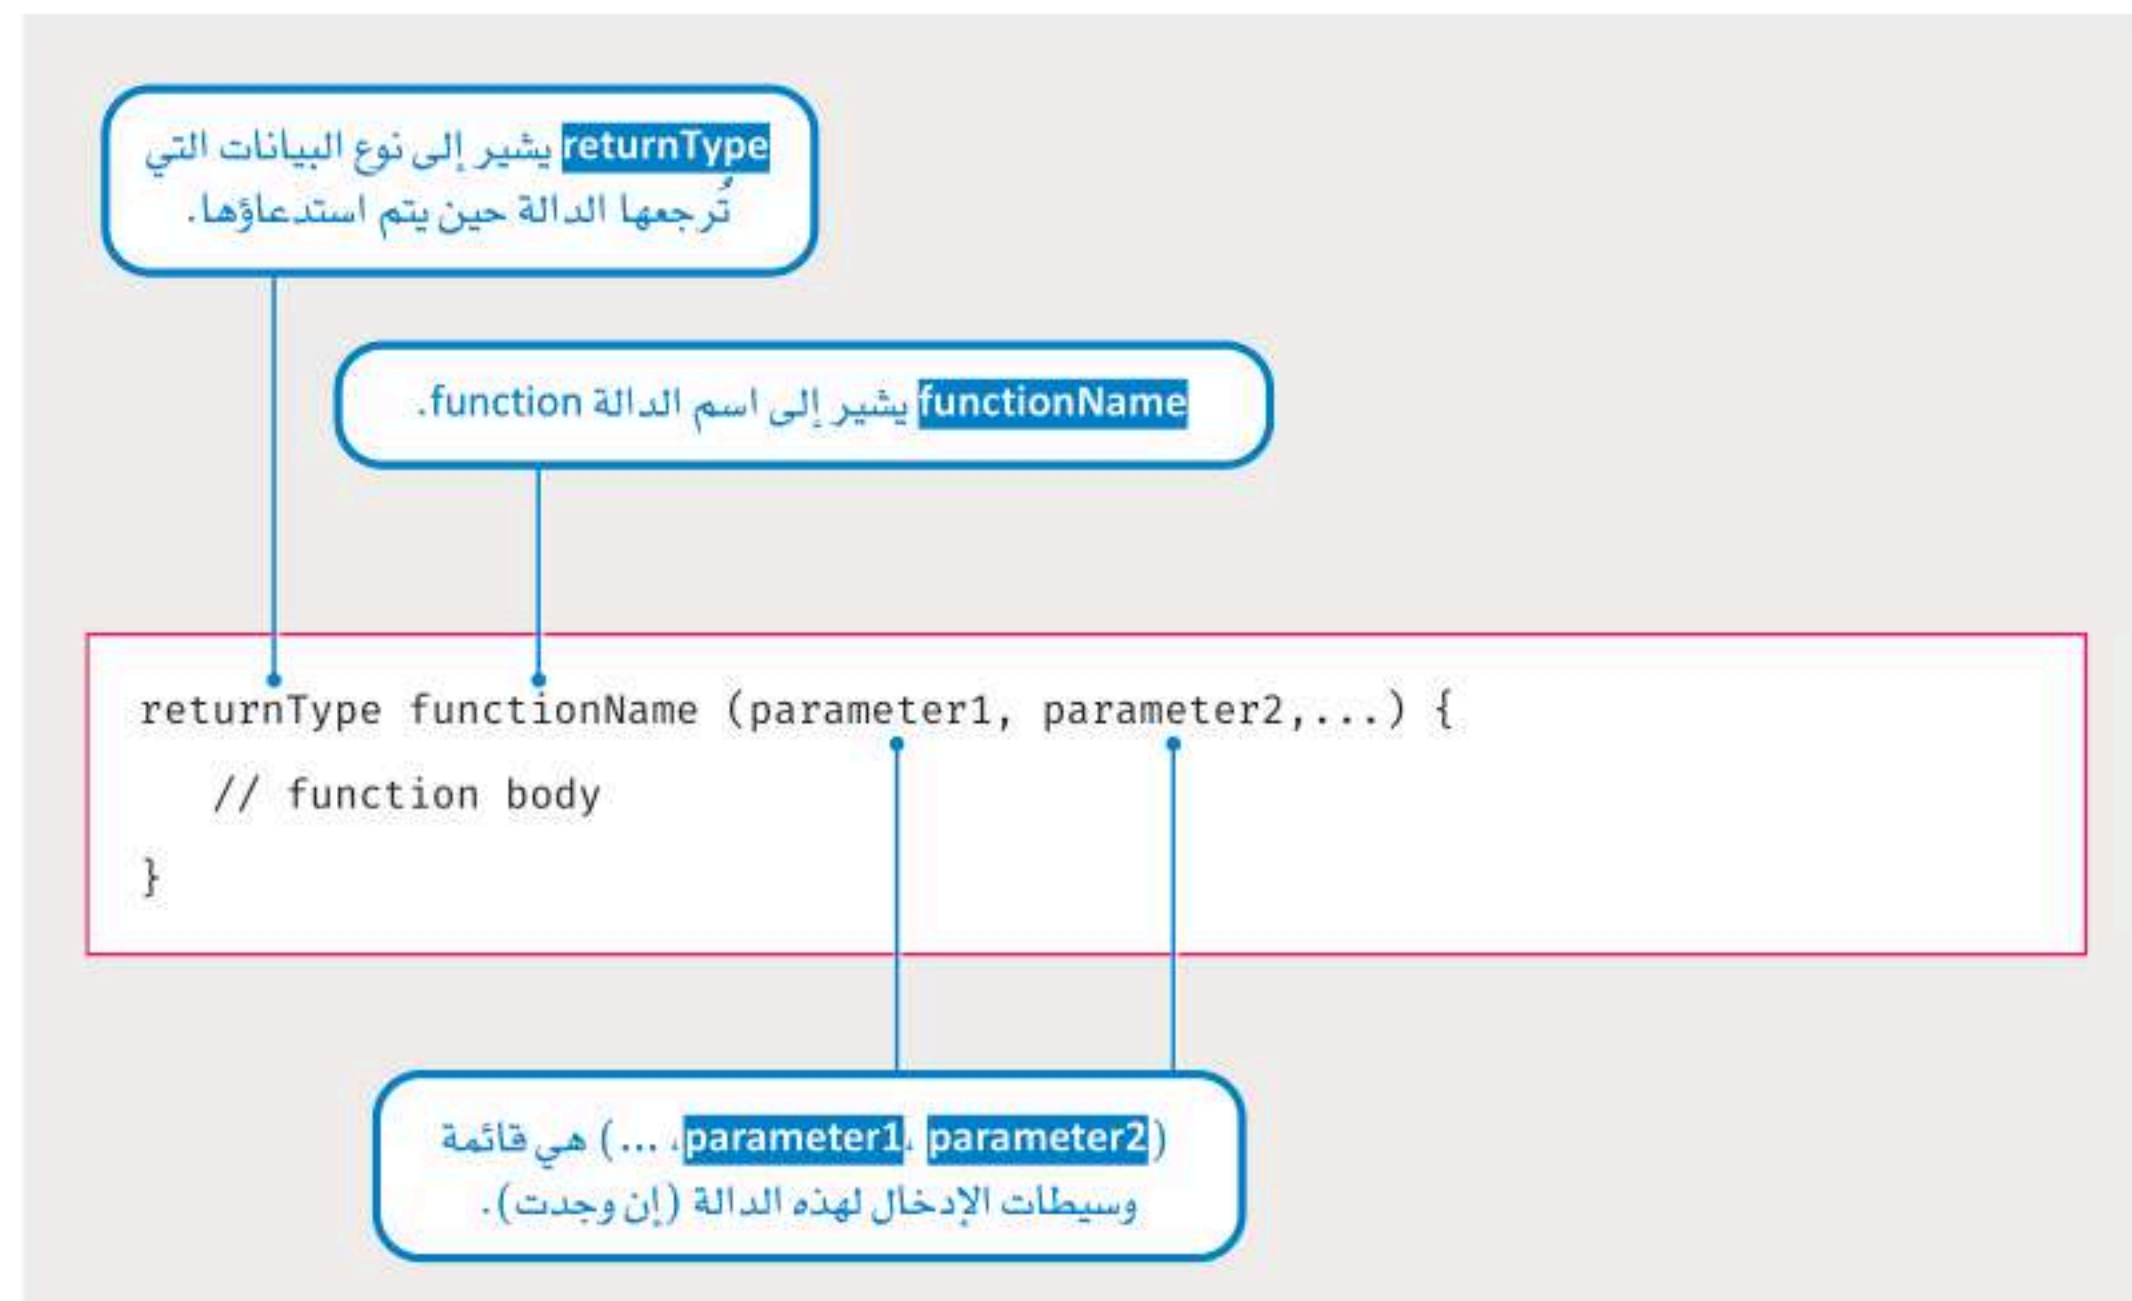 returnType يشير إلى نوع البيانات التي
تُرجعها الدالة حين يتم استدعاؤها.
functionName يشير إلى اسم الدالة function.
returnType functionName (parameter1, parameter2,...) {
// function body
}
(parameter2 ،parameter1، ...) هي قائمة
وسيطات الإدخال لهذه الدالة (إن وجدت).